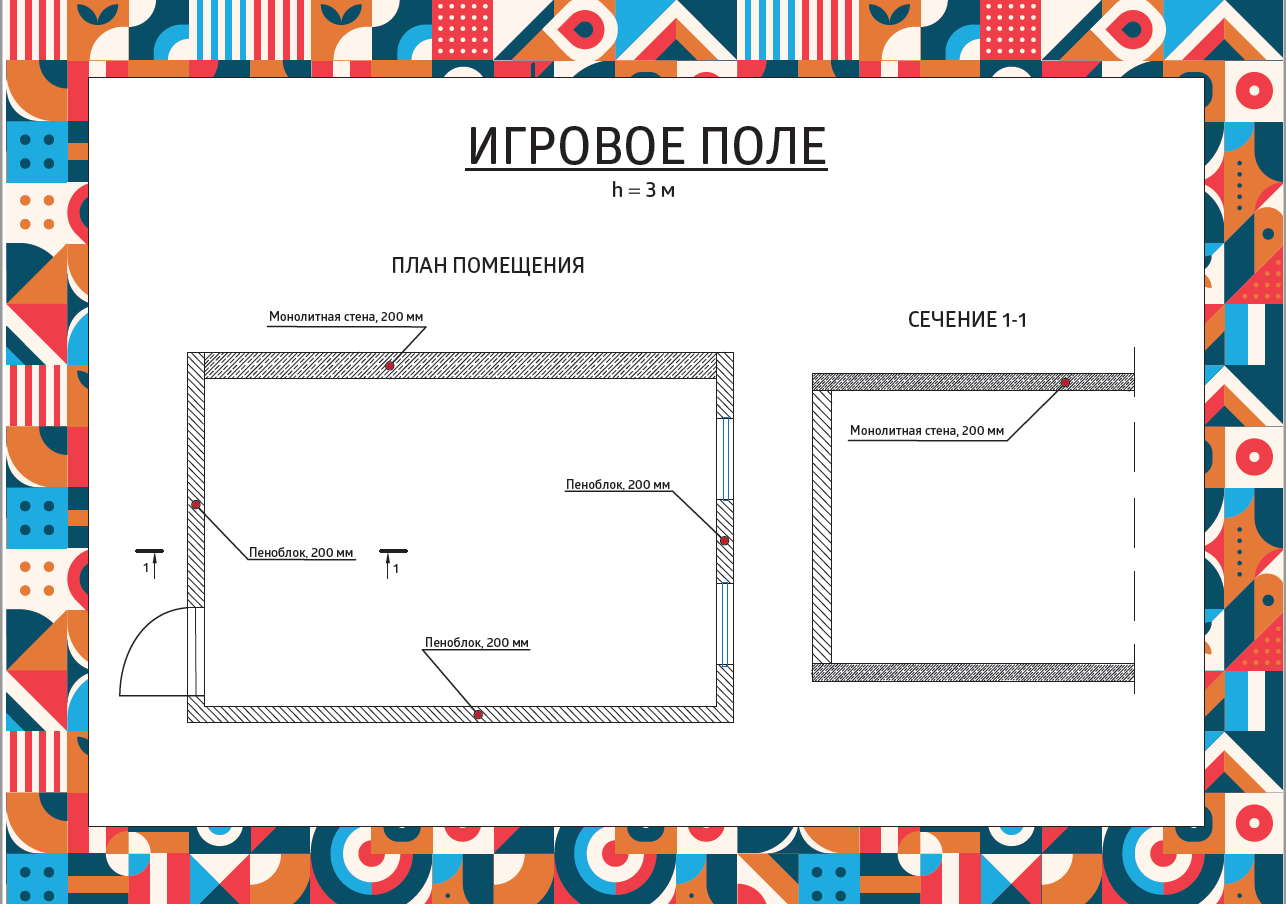 ИГРОВОЕ ПОЛЕ
h = 3 м
ПЛАН ПОМЕЩЕНИЯ
Монолитная стена, 200 мм
СЕЧЕНИЕ 1-1
Монолитная стена, 200 мм
Пеноблок, 200 мм
Пеноблок, 200 мм
1
1
Пеноблок, 200 мм